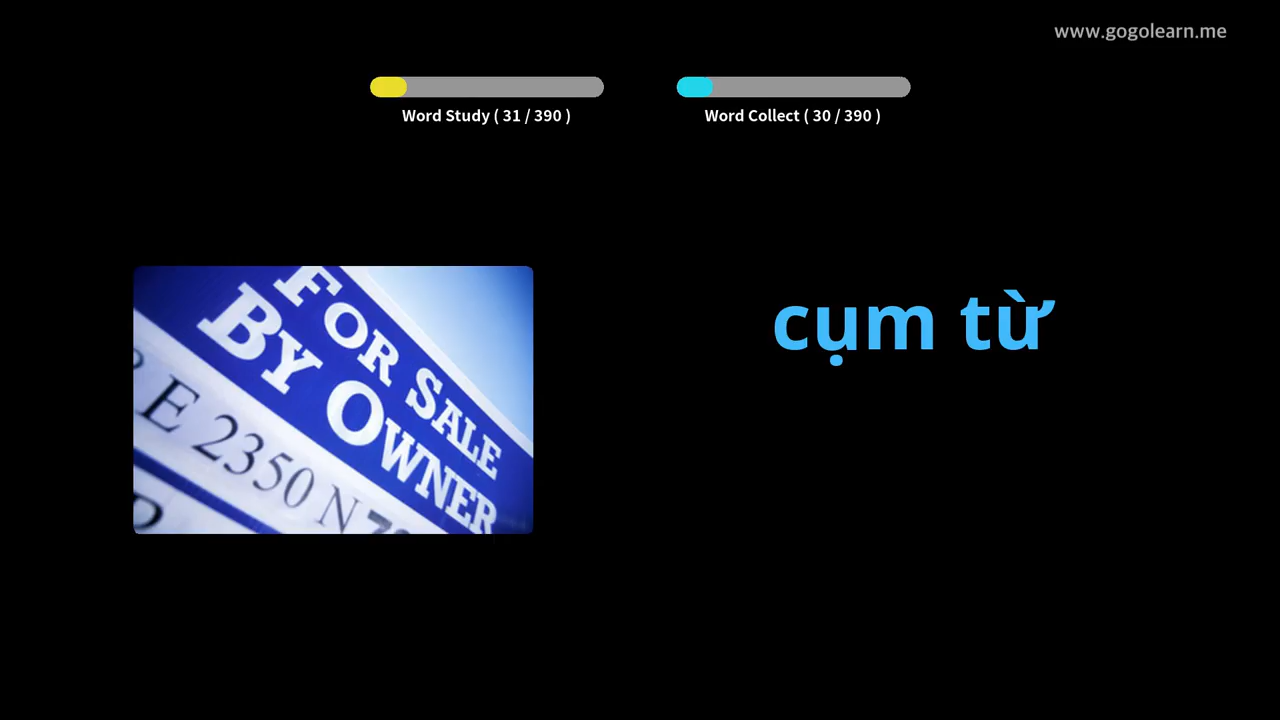 www.gogolearn.me
Word Study ( 31 / 390 )
Word Collect ( 30 / 390 )
FOR SALE
BY OWNER
E 2350 N
cụm từ